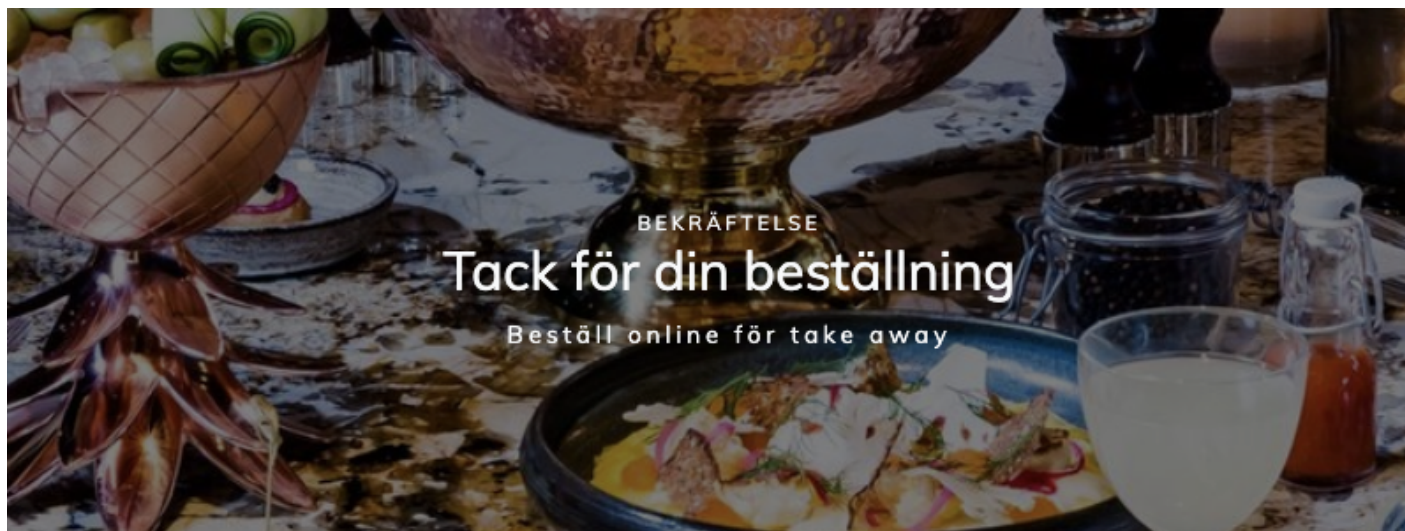 BEKRÄFTELSE
Tack för din beställning
Beställ online för take away